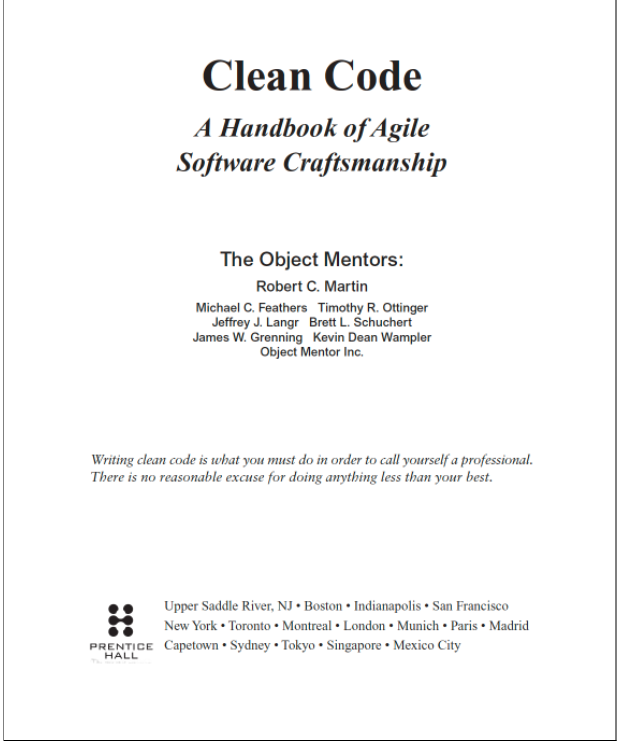 Clean Code
A Handbook of Agile
Software Craftsmanship
The Object Mentors:
Robert C. Martin
Michael C. Feathers Timothy R. Ottinger
Jeffrey J. Langr Brett L. Schuchert
James W. Grenning Kevin Dean Wampler
Object Mentor Inc.
Writing clean code is what you must do in order to call yourself a professional.
There is no reasonable excuse for doing anything less than your best.
PRENTICE
HALL
Upper Saddle River, NJ • Boston • Indianapolis • San Francisco
New York • Toronto • Montreal • London • Munich • Paris • Madrid
Capetown • Sydney • Tokyo • Singapore • Mexico City